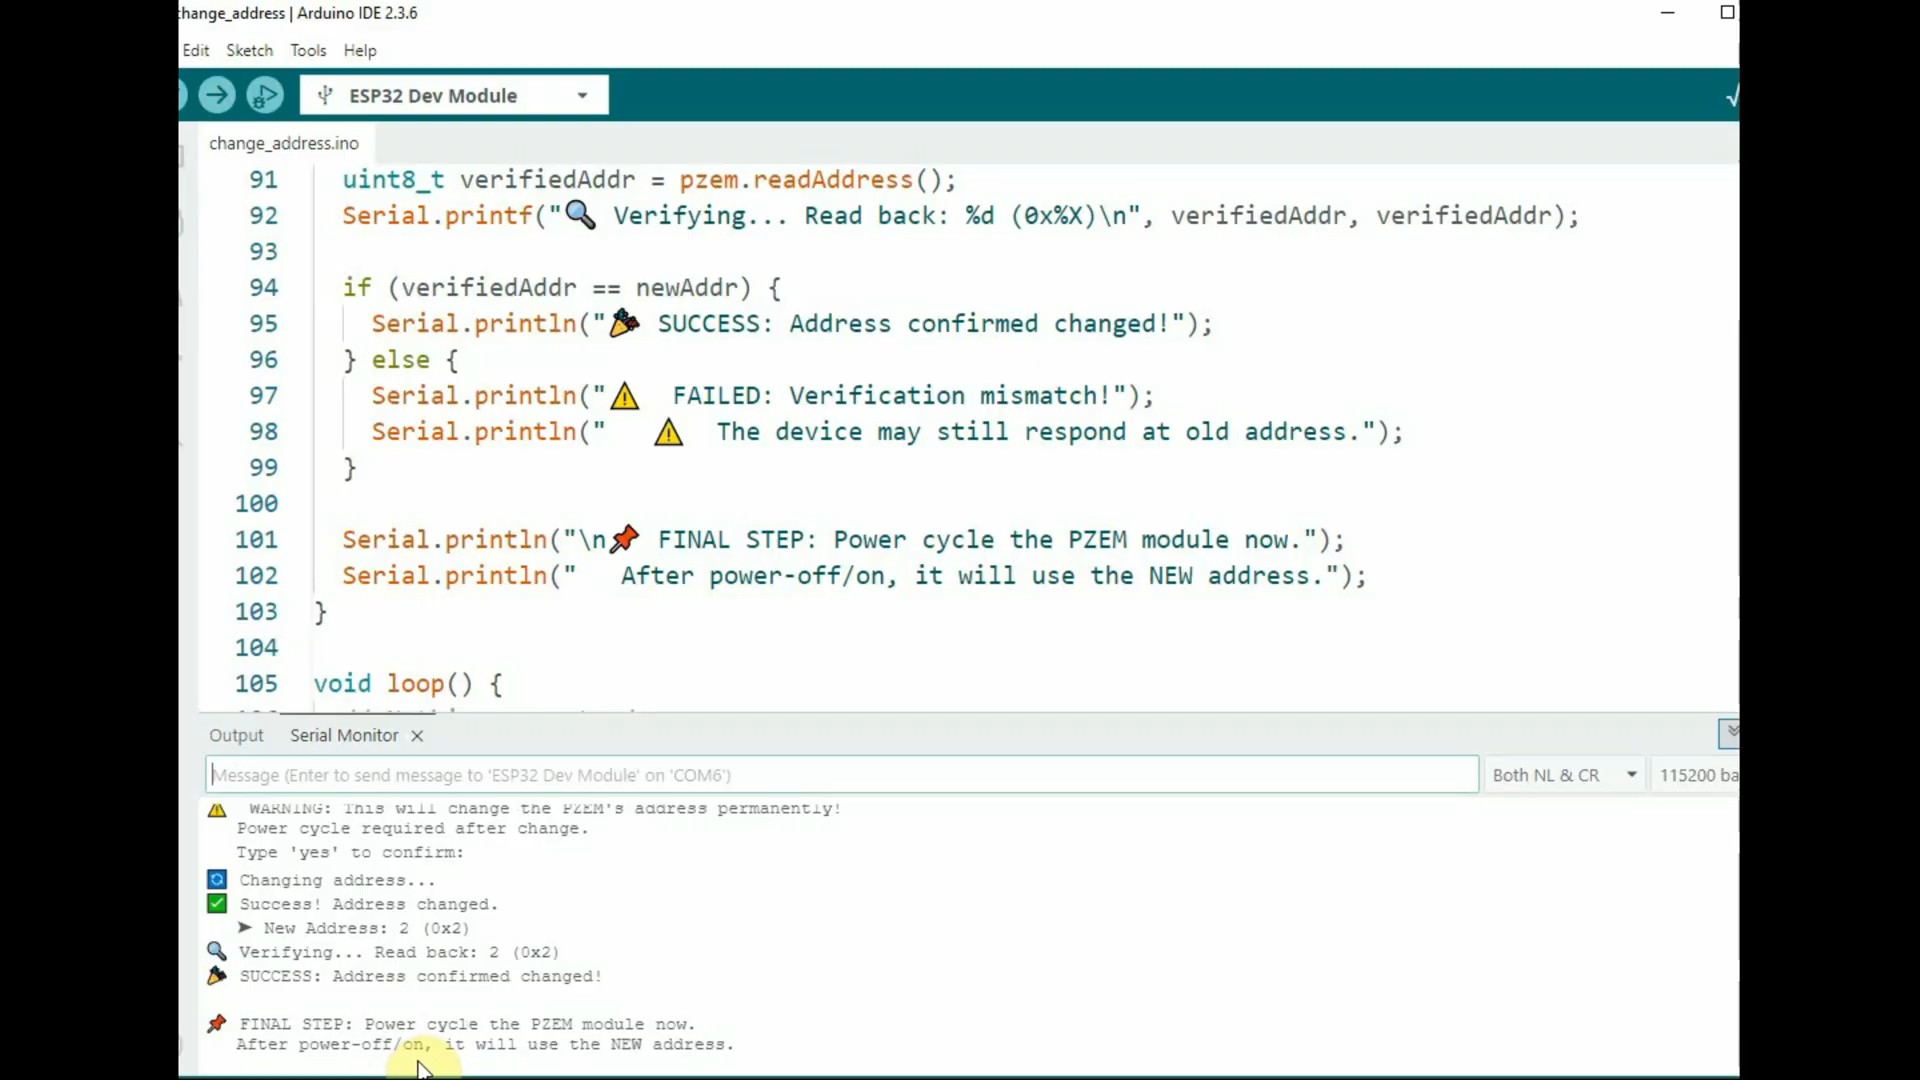 change_address | Arduino IDE 2.3.6
Edit Sketch Tools Help
ESP32 Dev Module
change_address.ino
91 uint8_t verifiedAddr = pzem.readAddress();
92 Serial.printf("🔍 Verifying... Read back: %d (0x%X)\n", verifiedAddr, verifiedAddr);
93
94 if (verifiedAddr == newAddr) {
95 Serial.println("🎉 SUCCESS: Address confirmed changed!");
96 } else {
97 Serial.println("⚠️ FAILED: Verification mismatch!");
98 Serial.println(" ⚠️ The device may still respond at old address.");
99 }
100
101 Serial.println("\n📌 FINAL STEP: Power cycle the PZEM module now.");
102 Serial.println(" After power-off/on, it will use the NEW address.");
103 }
104
105 void loop() {
Output Serial Monitor
Message (Enter to send message to 'ESP32 Dev Module' on 'COM6') Both NL & CR 115200 ba
⚠️ WARNING: This will change the PZEM's address permanently!
Power cycle required after change.
Type 'yes' to confirm:
🔄 Changing address...
✅ Success! Address changed.
➤ New Address: 2 (0x2)
🔍 Verifying... Read back: 2 (0x2)
🎉 SUCCESS: Address confirmed changed!
📌 FINAL STEP: Power cycle the PZEM module now.
After power-off/on, it will use the NEW address.